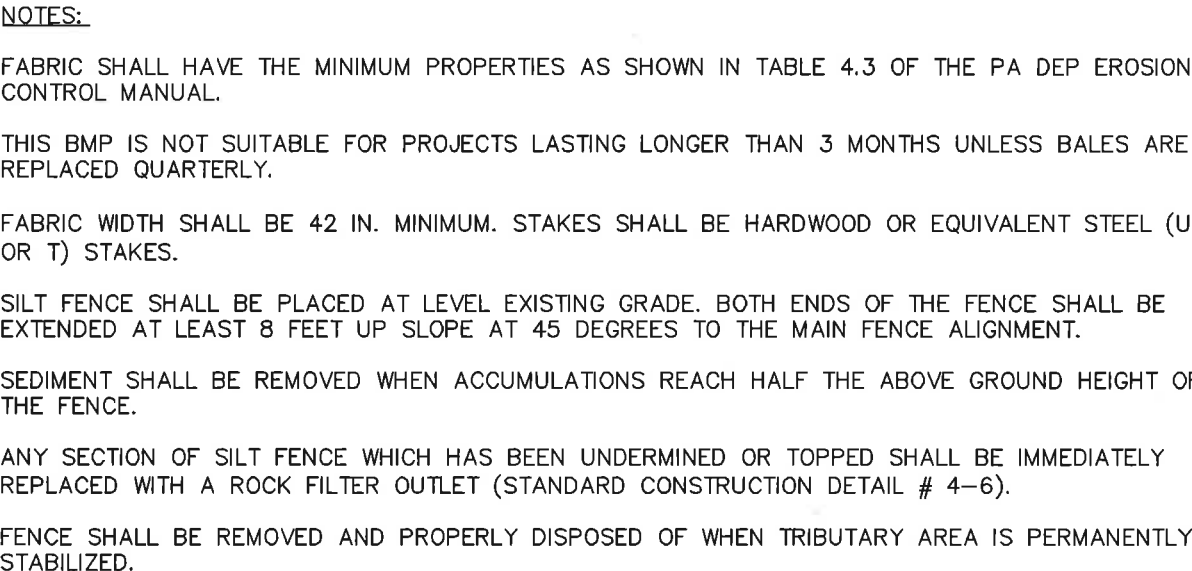 NOTES:
FABRIC SHALL HAVE THE MINIMUM PROPERTIES AS SHOWN IN TABLE 4.3 OF THE PA DEP EROSION
CONTROL MANUAL.
THIS BMP IS NOT SUITABLE FOR PROJECTS LASTING LONGER THAN 3 MONTHS UNLESS BALES ARE
REPLACED QUARTERLY.
FABRIC WIDTH SHALL BE 42 IN. MINIMUM. STAKES SHALL BE HARDWOOD OR EQUIVALENT STEEL (U
OR T) STAKES.
SILT FENCE SHALL BE PLACED AT LEVEL EXISTING GRADE. BOTH ENDS OF THE FENCE SHALL BE
EXTENDED AT LEAST 8 FEET UP SLOPE AT 45 DEGREES TO THE MAIN FENCE ALIGNMENT.
SEDIMENT SHALL BE REMOVED WHEN ACCUMULATIONS REACH HALF THE ABOVE GROUND HEIGHT OF
THE FENCE.
ANY SECTION OF SILT FENCE WHICH HAS BEEN UNDERMINED OR TOPPED SHALL BE IMMEDIATELY
REPLACED WITH A ROCK FILTER OUTLET (STANDARD CONSTRUCTION DETAIL # 4-6).
FENCE SHALL BE REMOVED AND PROPERLY DISPOSED OF WHEN TRIBUTARY AREA IS PERMANENTLY
STABILIZED.